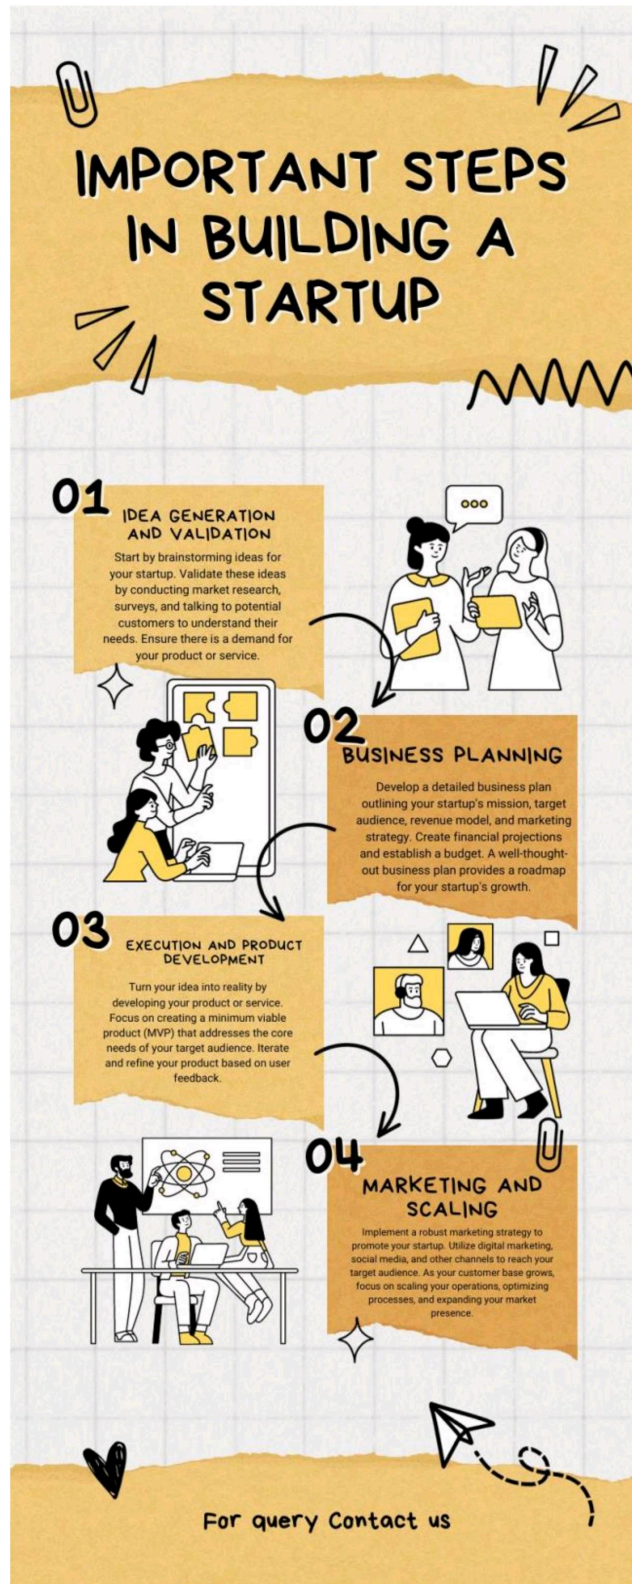 IMPORTANT STEPS
IN BUILDING A
STARTUP
01
IDEA GENERATION
AND VALIDATION
Start by brainstorming ideas for
your startup. Validate these ideas
by conducting market research,
surveys, and talking to potential
customers to understand their
needs. Ensure there is a demand for
your product or service.
02
BUSINESS PLANNING
Develop a detailed business plan
outlining your startup's mission, target
audience, revenue model, and marketing
strategy. Create financial projections
and establish a budget. A well-thought-
out business plan provides a roadmap
for your startup's growth.
03
EXECUTION AND PRODUCT
DEVELOPMENT
Turn your idea into reality by
developing your product or service.
Focus on creating a minimum viable
product (MVP) that addresses the core
needs of your target audience. Iterate
and refine your product based on user
feedback.
04
MARKETING AND
SCALING
Implement a robust marketing strategy to
promote your startup. Utilize digital marketing,
social media, and other channels to reach your
target audience. As your customer base grows,
focus on scaling your operations, optimizing
processes, and expanding your market
presence.
For query Contact us